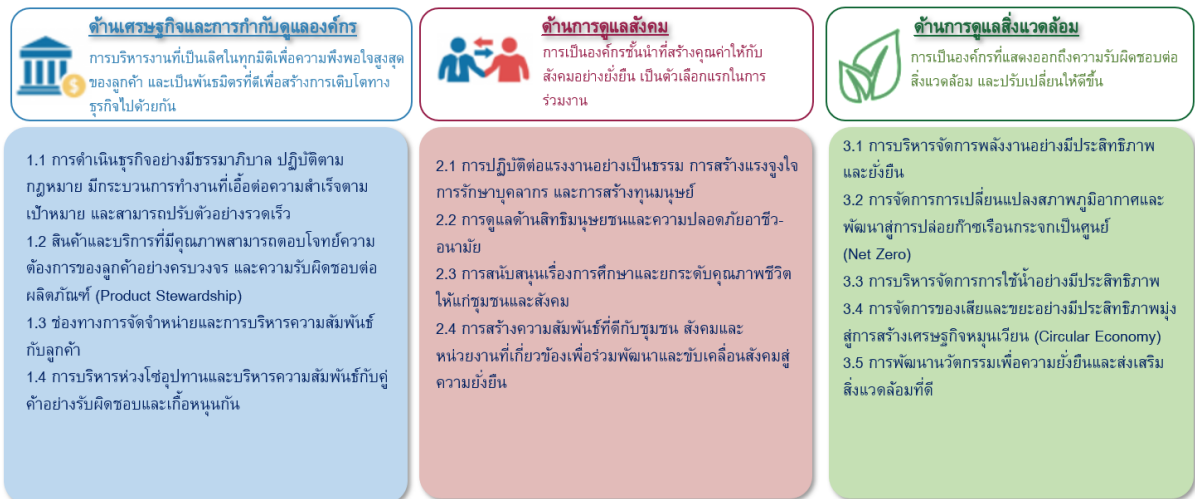 ด้านเศรษฐกิจและการกำกับดูแลองค์กร
การบริหารงานที่เป็นเลิศในทุกมิติเพื่อความพึงพอใจสูงสุด
ของลูกค้า และเป็นพันธมิตรที่ดีเพื่อสร้างการเติบโตทาง
ธุรกิจไปด้วยกัน
1.1 การดำเนินธุรกิจอย่างมีธรรมาภิบาล ปฏิบัติตาม
กฎหมาย มีกระบวนการทำงานที่เอื้อต่อความสำเร็จตาม
เป้าหมาย และสามารถปรับตัวอย่างรวดเร็ว
1.2 สินค้าและบริการที่มีคุณภาพสามารถตอบโจทย์ความ
ต้องการของลูกค้าอย่างครบวงจร และความรับผิดชอบต่อ
ผลิตภัณฑ์ (Product Stewardship)
1.3 ช่องทางการจัดจำหน่ายและการบริหารความสัมพันธ์
กับลูกค้า
1.4 การบริหารห่วงโซ่อุปทานและบริหารความสัมพันธ์กับคู่
ค้าอย่างรับผิดชอบและเกื้อหนุนกัน
ด้านการดูแลสังคม
การเป็นองค์กรชั้นนำที่สร้างคุณค่าให้กับ
สังคมอย่างยั่งยืน เป็นตัวเลือกแรกในการ
ร่วมงาน
2.1 การปฏิบัติต่อแรงงานอย่างเป็นธรรม การสร้างแรงจูงใจ
การรักษาบุคลากร และการสร้างทุนมนุษย์
2.2 การดูแลด้านสิทธิมนุษยชนและความปลอดภัยอาชีว-
อนามัย
2.3 การสนับสนุนเรื่องการศึกษาและยกระดับคุณภาพชีวิต
ให้แก่ชุมชนและสังคม
2.4 การสร้างความสัมพันธ์ที่ดีกับชุมชน สังคมและ
หน่วยงานที่เกี่ยวข้องเพื่อร่วมพัฒนาและขับเคลื่อนสังคมสู่
ความยั่งยืน
ด้านการดูแลสิ่งแวดล้อม
การเป็นองค์กรที่แสดงออกถึงความรับผิดชอบต่อ
สิ่งแวดล้อม และปรับเปลี่ยนให้ดีขึ้น
3.1 การบริหารจัดการพลังงานอย่างมีประสิทธิภาพ
และยั่งยืน
3.2 การจัดการการเปลี่ยนแปลงสภาพภูมิอากาศและ
พัฒนาสู่การปล่อยก๊าซเรือนกระจกเป็นศูนย์
(Net Zero)
3.3 การบริหารจัดการการใช้น้ำอย่างมีประสิทธิภาพ
3.4 การจัดการของเสียและขยะอย่างมีประสิทธิภาพมุ่ง
สู่การสร้างเศรษฐกิจหมุนเวียน (Circular Economy)
3.5 การพัฒนานวัตกรรมเพื่อความยั่งยืนและส่งเสริม
สิ่งแวดล้อมที่ดี